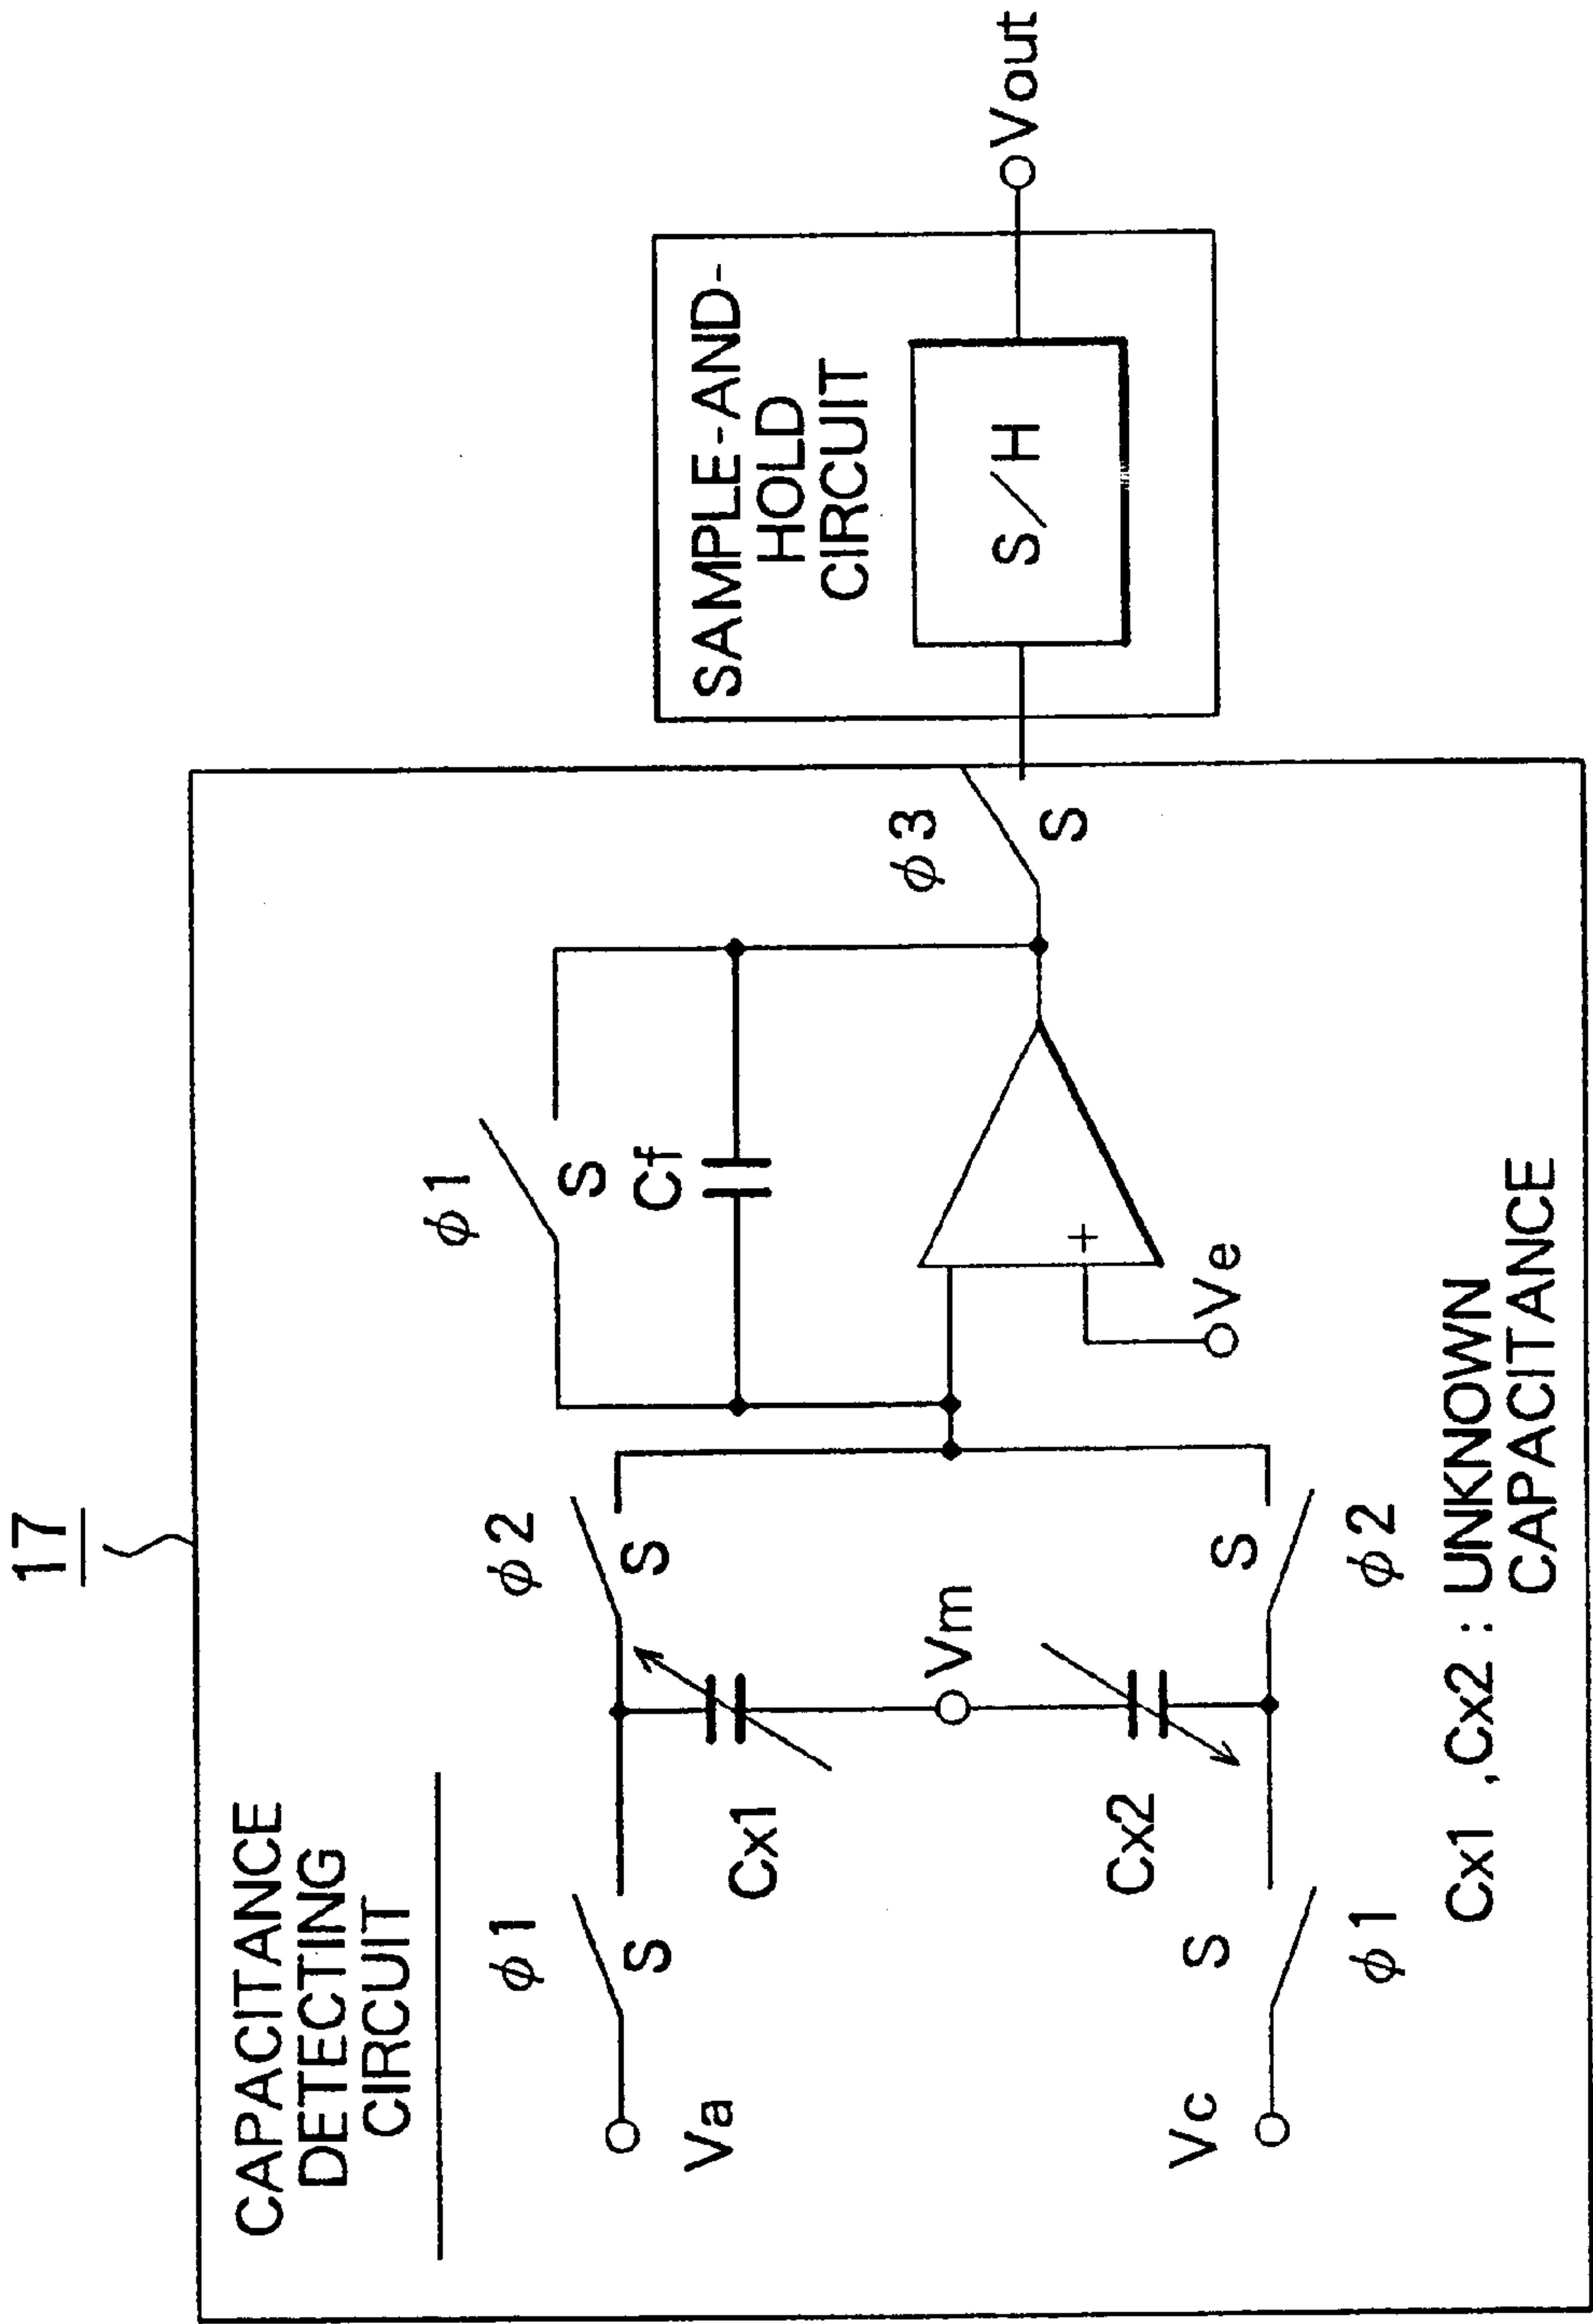 17
CAPACITANCE
DETECTING
CIRCUIT
φ1
S
Cf
φ1
S
φ2
S
Va
Cx1
Vm
Cx2
Vc
S
φ1
S
φ2
+
Ve
φ3
S
Cx1 ,Cx2 : UNKNOWN
CAPACITANCE
SAMPLE-AND-
HOLD
CIRCUIT
S/H
Vout